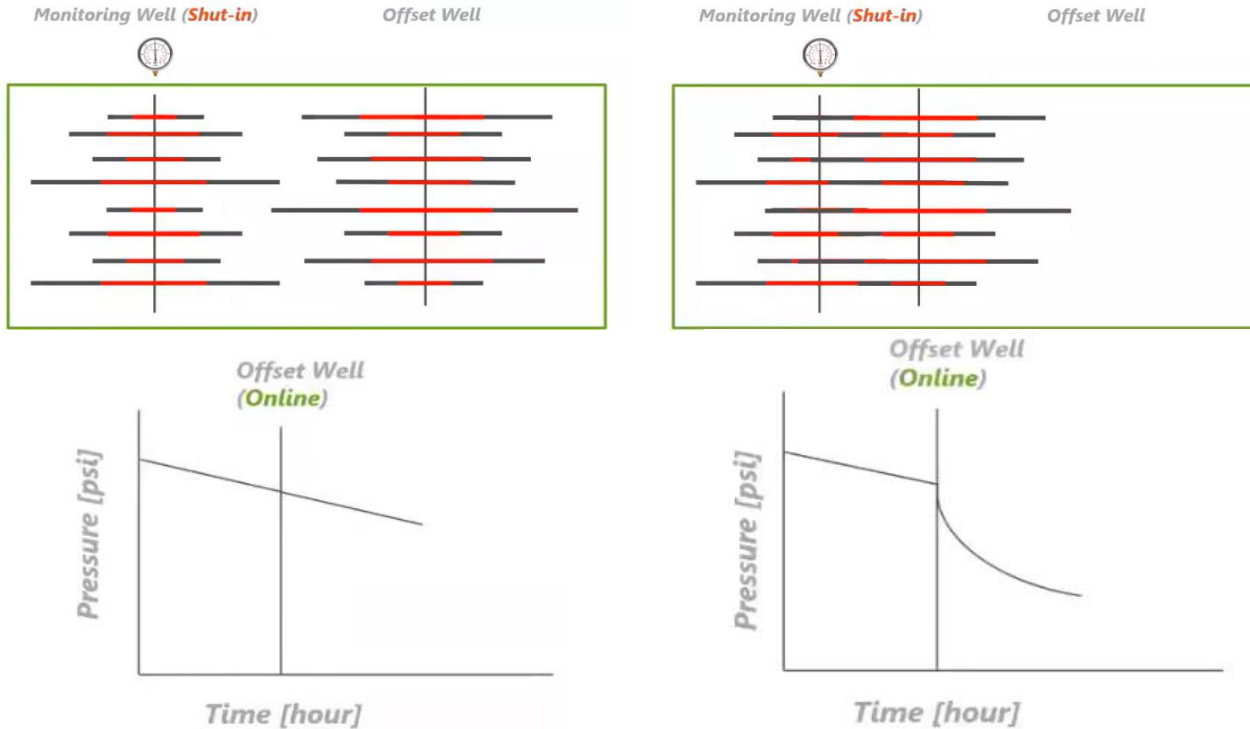 Monitoring Well (Shut-in)
Offset Well
Monitoring Well (Shut-in)
Offset Well
Offset Well
(Online)
Pressure [psi]
Time [hour]
Offset Well
(Online)
Pressure [psi]
Time [hour]